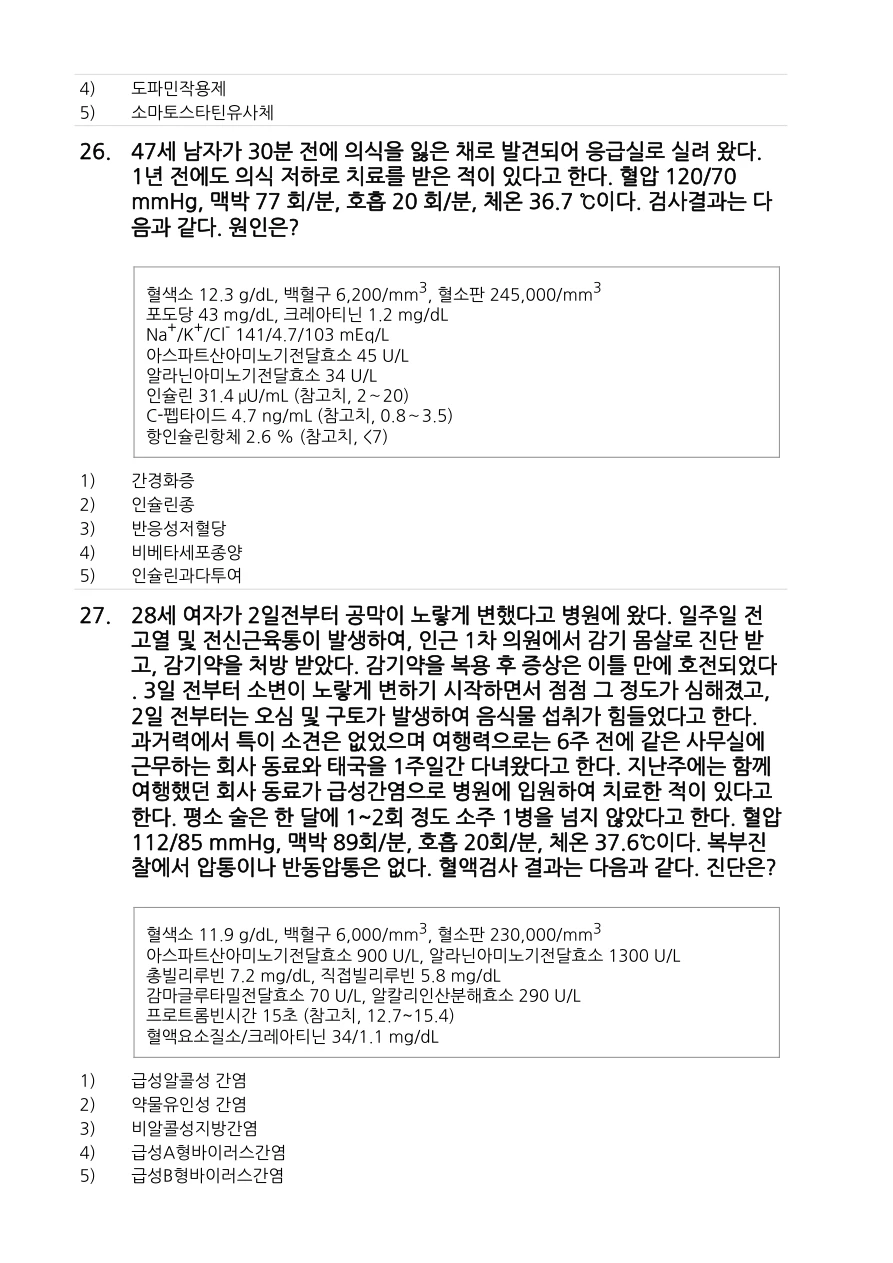 4) 도파민작용제
5) 소마토스타틴유사체
26. 47세 남자가 30분 전에 의식을 잃은 채로 발견되어 응급실로 실려 왔다.
1년 전에도 의식 저하로 치료를 받은 적이 있다고 한다. 혈압 120/70
mmHg, 맥박 77 회/분, 호흡 20 회/분, 체온 36.7 ℃이다. 검사결과는 다
음과 같다. 원인은?
혈색소 12.3 g/dL, 백혈구 6,200/mm³, 혈소판 245,000/mm³
포도당 43 mg/dL, 크레아티닌 1.2 mg/dL
Na⁺/K⁺/Cl⁻ 141/4.7/103 mEq/L
아스파트산아미노기전달효소 45 U/L
알라닌아미노기전달효소 34 U/L
인슐린 31.4 μU/mL (참고치, 2∼20)
C-펩타이드 4.7 ng/mL (참고치, 0.8∼3.5)
항인슐린항체 2.6 % (참고치, <7)
1) 간경화증
2) 인슐린종
3) 반응성저혈당
4) 비베타세포종양
5) 인슐린과다투여
27. 28세 여자가 2일전부터 공막이 노랗게 변했다고 병원에 왔다. 일주일 전
고열 및 전신근육통이 발생하여, 인근 1차 의원에서 감기 몸살로 진단 받
고, 감기약을 처방 받았다. 감기약을 복용 후 증상은 이틀 만에 호전되었다
. 3일 전부터 소변이 노랗게 변하기 시작하면서 점점 그 정도가 심해졌고,
2일 전부터는 오심 및 구토가 발생하여 음식물 섭취가 힘들었다고 한다.
과거력에서 특이 소견은 없었으며 여행력으로는 6주 전에 같은 사무실에
근무하는 회사 동료와 태국을 1주일간 다녀왔다고 한다. 지난주에는 함께
여행했던 회사 동료가 급성간염으로 병원에 입원하여 치료한 적이 있다고
한다. 평소 술은 한 달에 1~2회 정도 소주 1병을 넘지 않았다고 한다. 혈압
112/85 mmHg, 맥박 89회/분, 호흡 20회/분, 체온 37.6℃이다. 복부진
찰에서 압통이나 반동압통은 없다. 혈액검사 결과는 다음과 같다. 진단은?
혈색소 11.9 g/dL, 백혈구 6,000/mm³, 혈소판 230,000/mm³
아스파트산아미노기전달효소 900 U/L, 알라닌아미노기전달효소 1300 U/L
총빌리루빈 7.2 mg/dL, 직접빌리루빈 5.8 mg/dL
감마글루타밀전달효소 70 U/L, 알칼리인산분해효소 290 U/L
프로트롬빈시간 15초 (참고치, 12.7~15.4)
혈액요소질소/크레아티닌 34/1.1 mg/dL
1) 급성알콜성 간염
2) 약물유인성 간염
3) 비알콜성지방간염
4) 급성A형바이러스간염
5) 급성B형바이러스간염